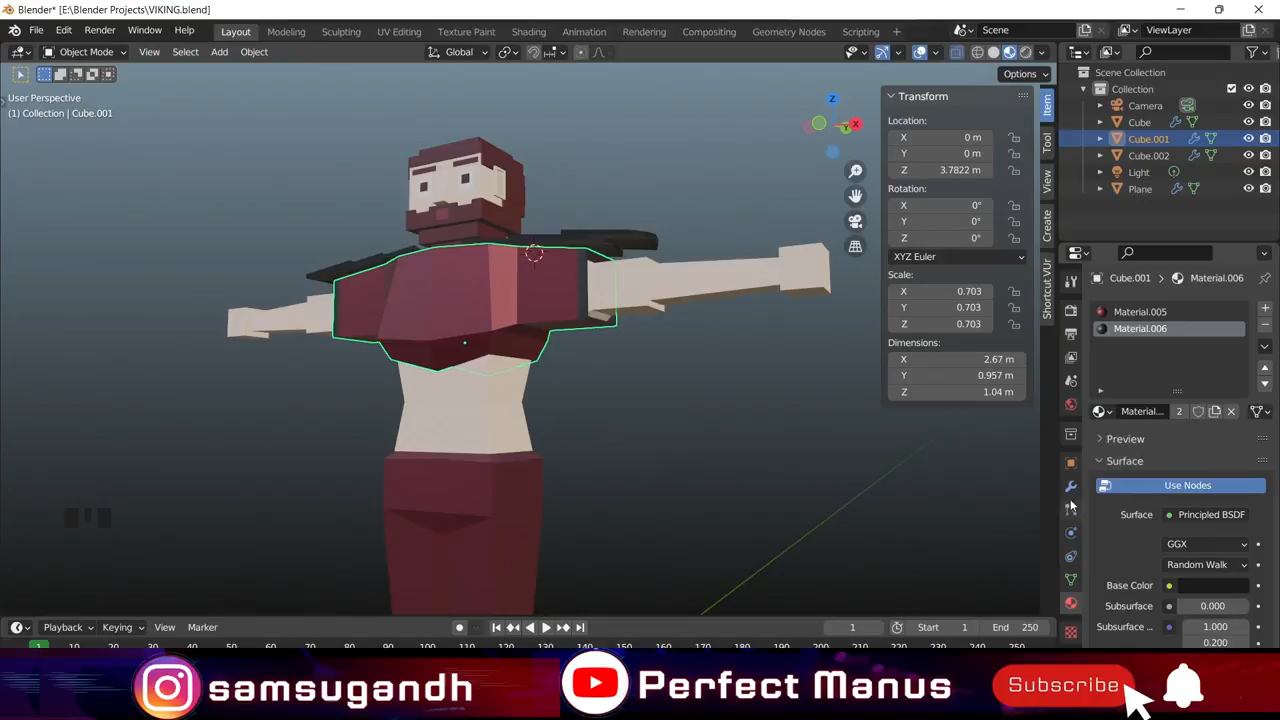 Blender* [E:\Blender Projects\VIKING.blend]
File Edit Render Window Help Layout Modeling Sculpting UV Editing Texture Paint Shading Animation Rendering Compositing Geometry Nodes Scripting + Scene ViewLayer
Object Mode View Select Add Object Global
Options
User Perspective
(1) Collection | Cube.001
Z
X
Y
Transform
Location:
X 0 m
Y 0 m
Z 3.7822 m
Rotation:
X 0°
Y 0°
Z 0°
XYZ Euler
Scale:
X 0.703
Y 0.703
Z 0.703
Dimensions:
X 2.67 m
Y 0.957 m
Z 1.04 m
Item
Tool
View
Create
Shortcut VUr
Scene Collection
Collection
Camera
Cube
Cube.001
Cube.002
Light
Plane
Cube.001 > Material.006
Material.005
Material.006
Material... 2
Preview
Surface
Use Nodes
Surface Principled BSDF
GGX
Random Walk
Base Color
Subsurface 0.000
Subsurface .. 1.000
0.200
Playback Keying View Marker 1 Start 1 End 250
1 10 20 30 40 50 60 70 80 90 100 110 120 130 140 150 160 170 180 190 200 210 220 230 240 250
samsugandh
Perfect Manus
Subscribe